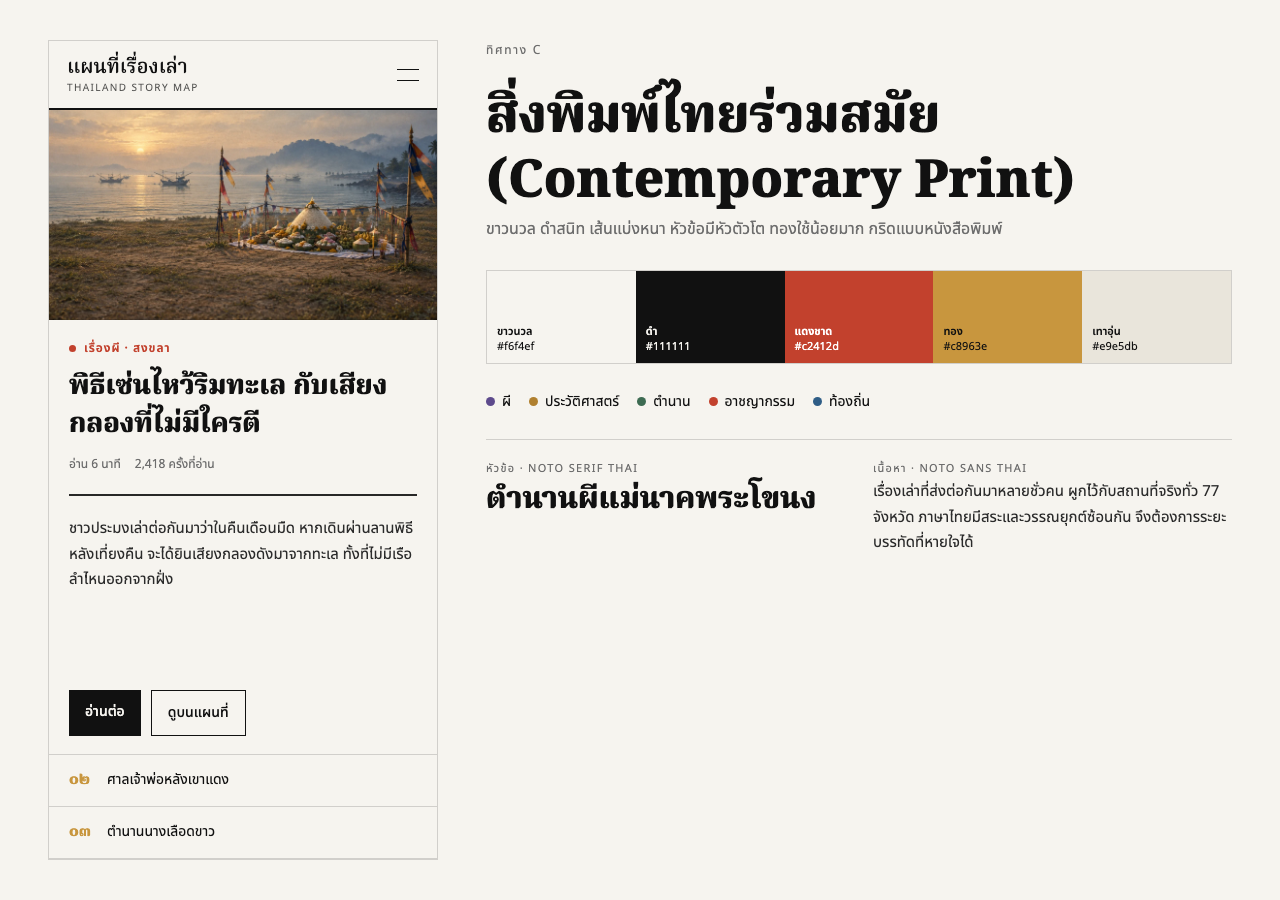 แผนที่เรื่องเล่า
THAILAND STORY MAP
เรื่องผี · สงขลา
พิธีเซ่นไหว้ริมทะเล กับเสียง
กลองที่ไม่มีใครตี
อ่าน 6 นาที 2,418 ครั้งที่อ่าน
ชาวประมงเล่าต่อกันมาว่าในคืนเดือนมืด หากเดินผ่านลานพิธี
หลังเที่ยงคืน จะได้ยินเสียงกลองดังมาจากทะเล ทั้งที่ไม่มีเรือ
ลำไหนออกจากฝั่ง
อ่านต่อ
ดูบนแผนที่
๐๒ ศาลเจ้าพ่อหลังเขาแดง
๐๓ ตำนานนางเลือดขาว
ทิศทาง C
สิ่งพิมพ์ไทยร่วมสมัย
(Contemporary Print)
ขาวนวล ดำสนิท เส้นแบ่งหนา หัวข้อมีหัวตัวโต ทองใช้น้อยมาก กริดแบบหนังสือพิมพ์
ขาวนวล
#f6f4ef
ดำ
#111111
แดงชาด
#c2412d
ทอง
#c8963e
เทาอุ่น
#e9e5db
ผี
ประวัติศาสตร์
ตำนาน
อาชญากรรม
ท้องถิ่น
หัวข้อ · NOTO SERIF THAI
ตำนานผีแม่นาคพระโขนง
เนื้อหา · NOTO SANS THAI
เรื่องเล่าที่ส่งต่อกันมาหลายชั่วคน ผูกไว้กับสถานที่จริงทั่ว 77
จังหวัด ภาษาไทยมีสระและวรรณยุกต์ซ้อนกัน จึงต้องการระยะ
บรรทัดที่หายใจได้